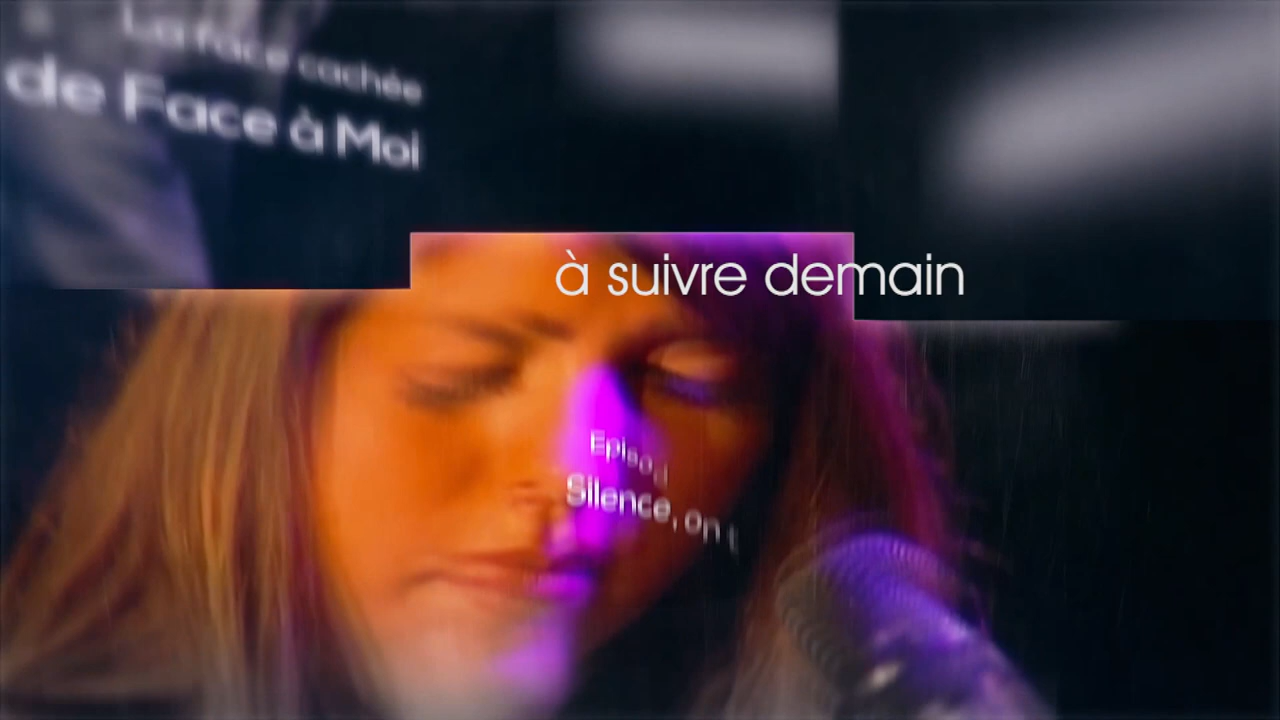 La face cachée
de Face à Moi
à suivre demain
Silence, on